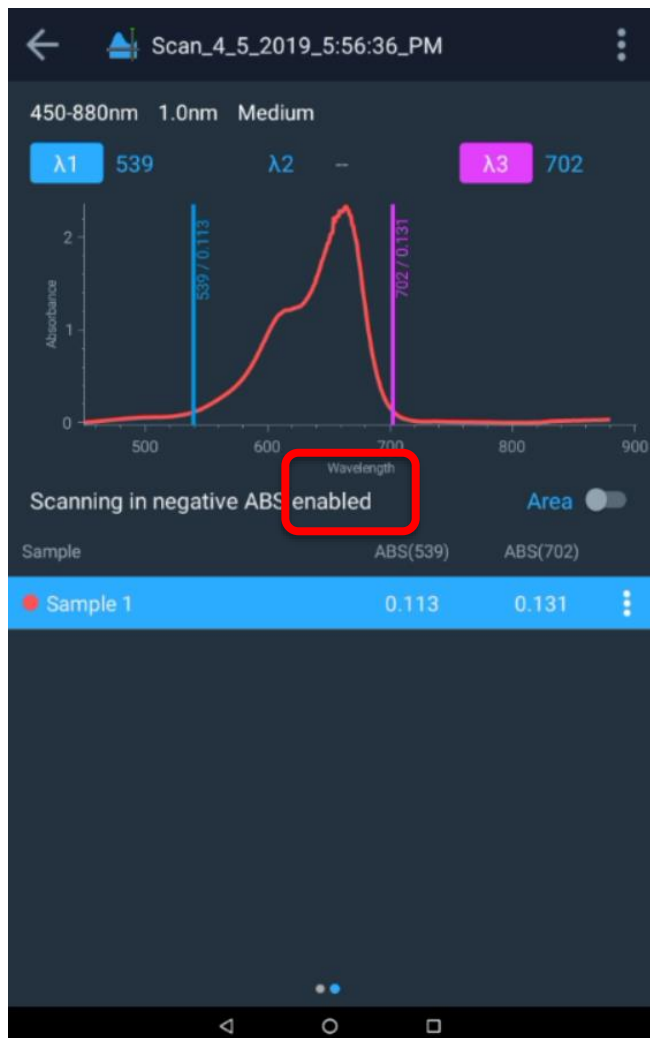 Scan_4_5_2019_5:56:36_PM
450-880nm 1.0nm Medium
λ1 539 λ2 -- λ3 702
2
1
0
Absorbance
539 / 0.113
702 / 0.131
500 600 700 800 900
Wavelength
Scanning in negative ABS enabled Area
Sample ABS(539) ABS(702)
Sample 1 0.113 0.131